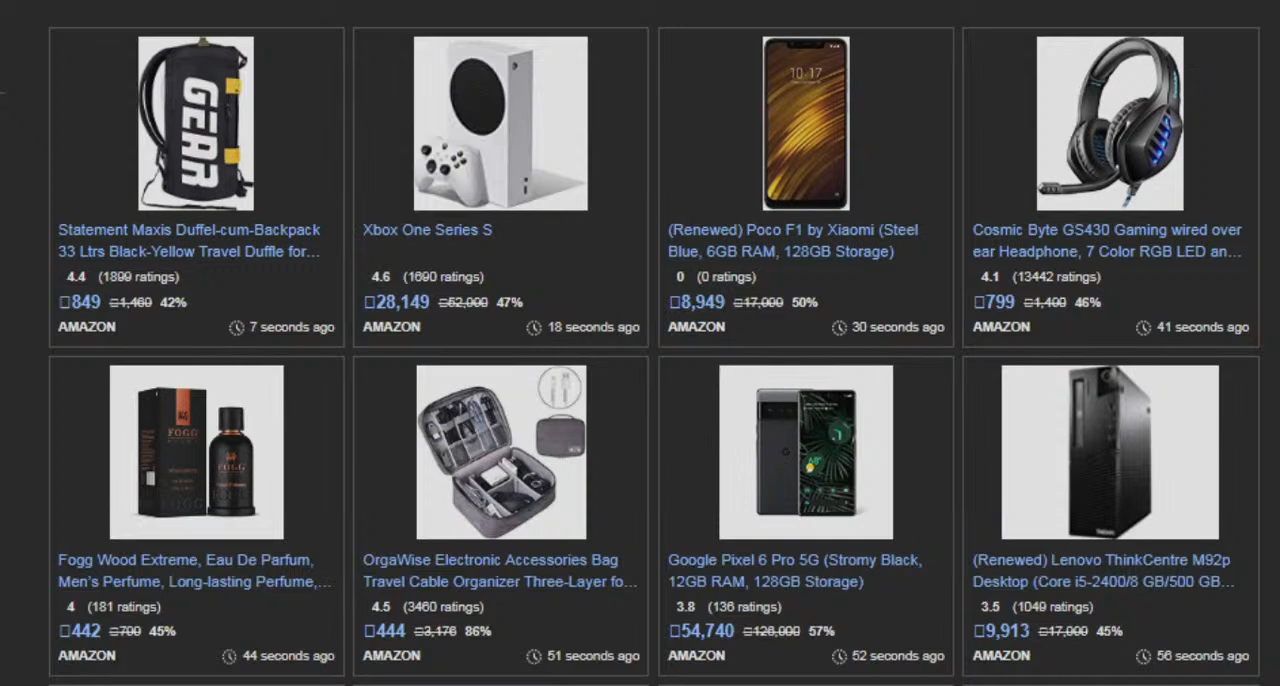 GEAR
10:17
Statement Maxis Duffel-cum-Backpack
33 Ltrs Black-Yellow Travel Duffle for...
4.4 (1899 ratings)
▯849 =1,460 42%
AMAZON 7 seconds ago
Xbox One Series S
4.6 (1690 ratings)
▯28,149 =52,000 47%
AMAZON 18 seconds ago
(Renewed) Poco F1 by Xiaomi (Steel
Blue, 6GB RAM, 128GB Storage)
0 (0 ratings)
▯8,949 =17,000 50%
AMAZON 30 seconds ago
Cosmic Byte GS430 Gaming wired over
ear Headphone, 7 Color RGB LED an...
4.1 (13442 ratings)
▯799 =1,400 46%
AMAZON 41 seconds ago
FOGG
FOGG
Fogg Wood Extreme, Eau De Parfum,
Men's Perfume, Long-lasting Perfume,...
4 (181 ratings)
▯442 =700 45%
AMAZON 44 seconds ago
OrgaWise Electronic Accessories Bag
Travel Cable Organizer Three-Layer fo...
4.5 (3460 ratings)
▯444 =3,176 86%
AMAZON 51 seconds ago
Google Pixel 6 Pro 5G (Stromy Black,
12GB RAM, 128GB Storage)
3.8 (136 ratings)
▯54,740 =126,000 57%
AMAZON 52 seconds ago
(Renewed) Lenovo ThinkCentre M92p
Desktop (Core i5-2400/8 GB/500 GB...
3.5 (1049 ratings)
▯9,913 =17,000 45%
AMAZON 56 seconds ago